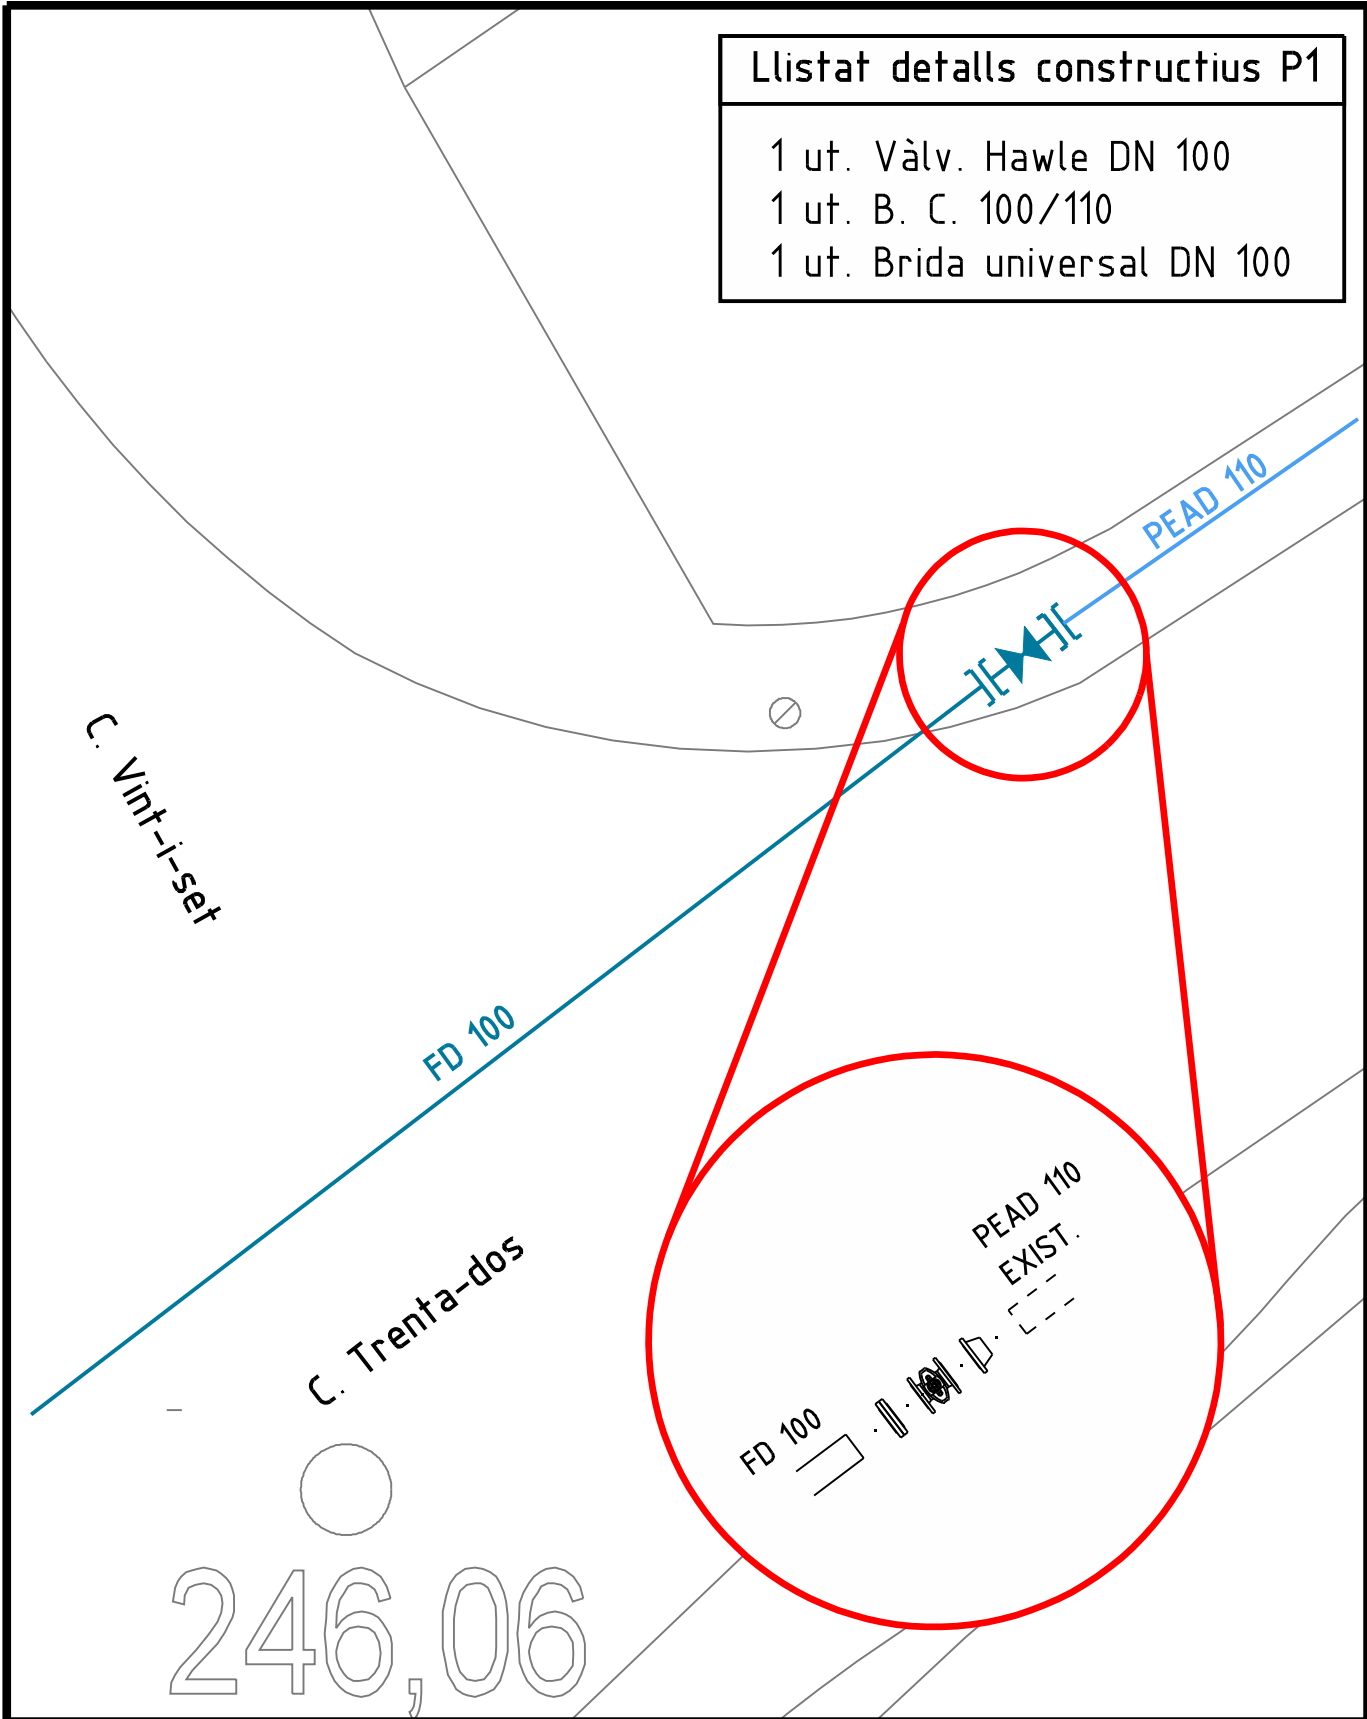 Llistat detalls constructius P1
1 ut. Vàlv. Hawle DN 100
1 ut. B. C. 100/110
1 ut. Brida universal DN 100
PEAD 110
C. Vint-i-set
FD 100
C. Trenta-dos
PEAD 110
EXIST.
FD 100
246,06